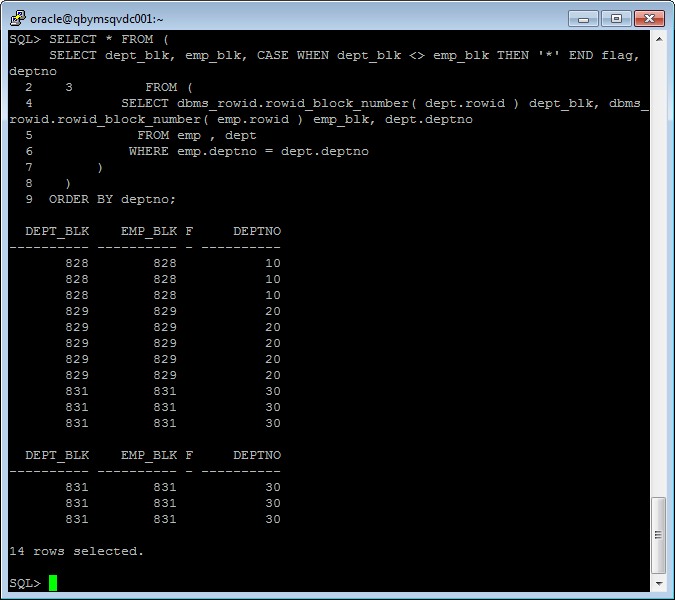 oracle@qbymsqvdc001:~
SQL> SELECT * FROM (
     SELECT dept_blk, emp_blk, CASE WHEN dept_blk <> emp_blk THEN '*' END flag,
deptno
  2    3         FROM (
  4           SELECT dbms_rowid.rowid_block_number( dept.rowid ) dept_blk, dbms_
rowid.rowid_block_number( emp.rowid ) emp_blk, dept.deptno
  5             FROM emp , dept
  6            WHERE emp.deptno = dept.deptno
  7        )
  8    )
  9  ORDER BY deptno;
  DEPT_BLK    EMP_BLK F     DEPTNO
---------- ---------- - ----------
       828        828           10
       828        828           10
       828        828           10
       829        829           20
       829        829           20
       829        829           20
       829        829           20
       829        829           20
       831        831           30
       831        831           30
       831        831           30
  DEPT_BLK    EMP_BLK F     DEPTNO
---------- ---------- - ----------
       831        831           30
       831        831           30
       831        831           30
14 rows selected.
SQL>